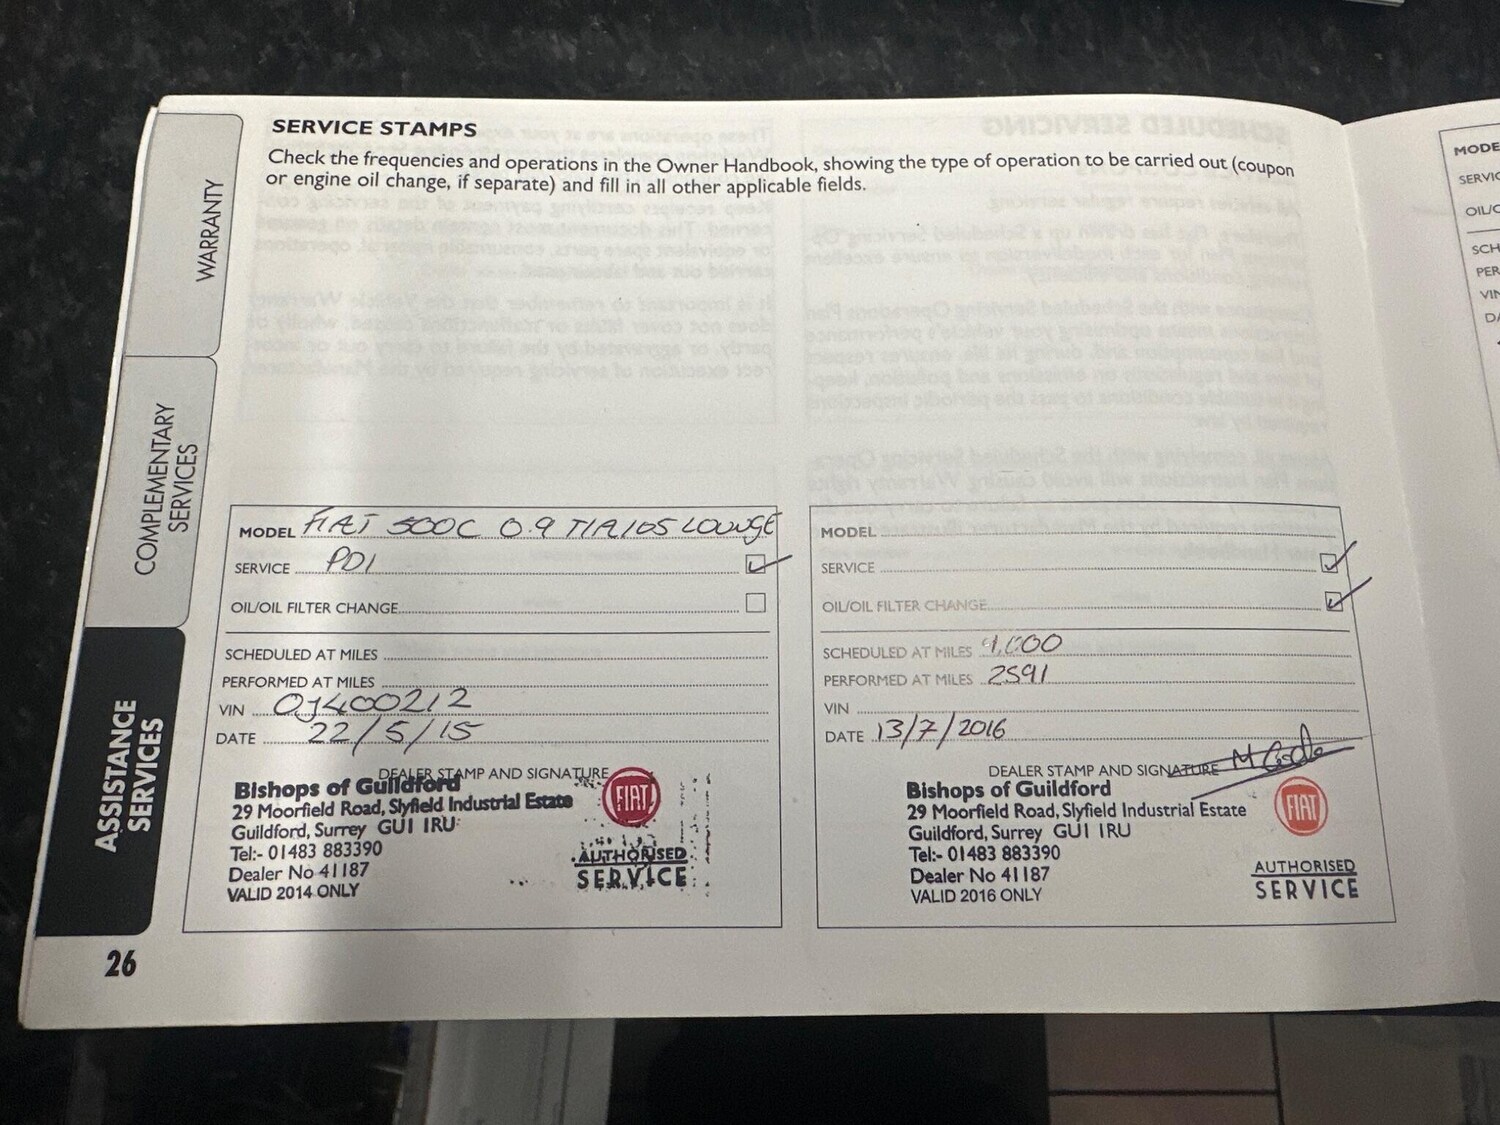 SERVICE STAMPS
Check the frequencies and operations in the Owner Handbook, showing the type of operation to be carried out (coupon
or engine oil change, if separate) and fill in all other applicable fields.
WARRANTY
COMPLEMENTARY
SERVICES
ASSISTANCE
SERVICES
MODEL FIAT 500C 0.9 T/A 105 LOUNGE
SERVICE PDI
OIL/OIL FILTER CHANGE
SCHEDULED AT MILES
PERFORMED AT MILES
VIN 0J400212
DATE 22/5/15
DEALER STAMP AND SIGNATURE
Bishops of Guildford
29 Moorfield Road, Slyfield Industrial Estate
Guildford, Surrey GU1 1RU
Tel:- 01483 883390
Dealer No 41187
VALID 2014 ONLY
FIAT
AUTHORISED
SERVICE
MODEL
SERVICE
OIL/OIL FILTER CHANGE
SCHEDULED AT MILES
PERFORMED AT MILES 2591
VIN
DATE 13/7/2016
DEALER STAMP AND SIGNATURE
Bishops of Guildford
29 Moorfield Road, Slyfield Industrial Estate
Guildford, Surrey GU1 1RU
Tel:- 01483 883390
Dealer No 41187
VALID 2016 ONLY
FIAT
AUTHORISED
SERVICE
26